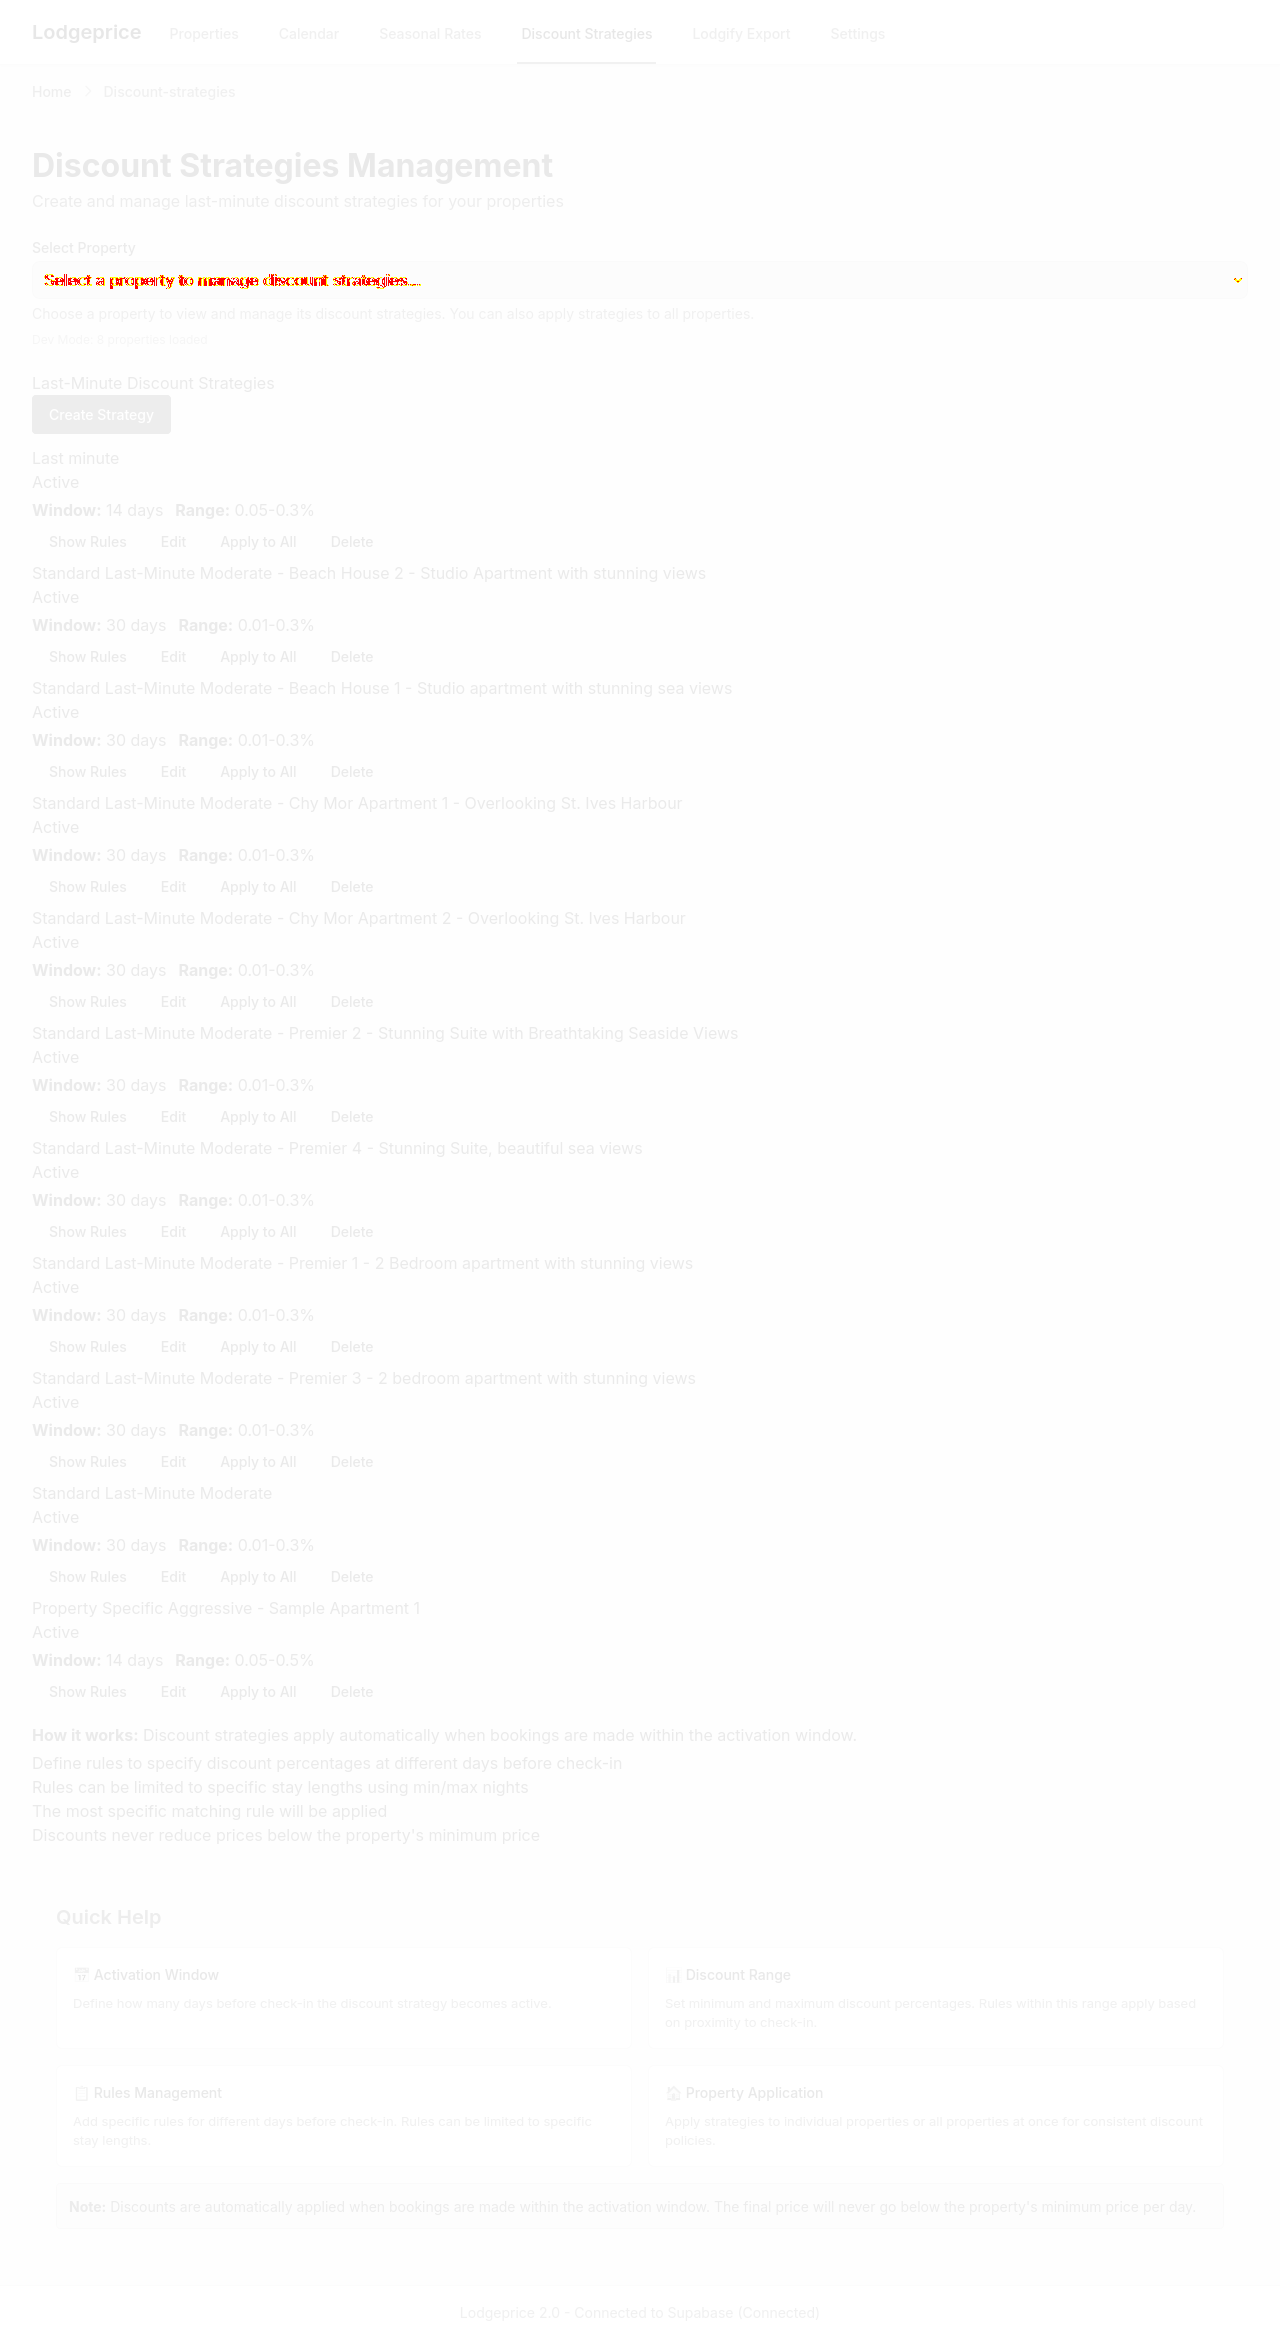 Lodgeprice Properties Calendar Seasonal Rates Discount Strategies Lodgify Export Settings
Home Discount-strategies
Discount Strategies Management
Create and manage last-minute discount strategies for your properties
Select Property
Select a property to manage discount strategies...
Choose a property to view and manage its discount strategies. You can also apply strategies to all properties.
Dev Mode: 8 properties loaded
Last-Minute Discount Strategies
Create Strategy
Last minute
Active
Window: 14 days Range: 0.05-0.3%
Show Rules Edit Apply to All Delete
Standard Last-Minute Moderate - Beach House 2 - Studio Apartment with stunning views
Active
Window: 30 days Range: 0.01-0.3%
Show Rules Edit Apply to All Delete
Standard Last-Minute Moderate - Beach House 1 - Studio apartment with stunning sea views
Active
Window: 30 days Range: 0.01-0.3%
Show Rules Edit Apply to All Delete
Standard Last-Minute Moderate - Chy Mor Apartment 1 - Overlooking St. Ives Harbour
Active
Window: 30 days Range: 0.01-0.3%
Show Rules Edit Apply to All Delete
Standard Last-Minute Moderate - Chy Mor Apartment 2 - Overlooking St. Ives Harbour
Active
Window: 30 days Range: 0.01-0.3%
Show Rules Edit Apply to All Delete
Standard Last-Minute Moderate - Premier 2 - Stunning Suite with Breathtaking Seaside Views
Active
Window: 30 days Range: 0.01-0.3%
Show Rules Edit Apply to All Delete
Standard Last-Minute Moderate - Premier 4 - Stunning Suite, beautiful sea views
Active
Window: 30 days Range: 0.01-0.3%
Show Rules Edit Apply to All Delete
Standard Last-Minute Moderate - Premier 1 - 2 Bedroom apartment with stunning views
Active
Window: 30 days Range: 0.01-0.3%
Show Rules Edit Apply to All Delete
Standard Last-Minute Moderate - Premier 3 - 2 bedroom apartment with stunning views
Active
Window: 30 days Range: 0.01-0.3%
Show Rules Edit Apply to All Delete
Standard Last-Minute Moderate
Active
Window: 30 days Range: 0.01-0.3%
Show Rules Edit Apply to All Delete
Property Specific Aggressive - Sample Apartment 1
Active
Window: 14 days Range: 0.05-0.5%
Show Rules Edit Apply to All Delete
How it works: Discount strategies apply automatically when bookings are made within the activation window.
Define rules to specify discount percentages at different days before check-in
Rules can be limited to specific stay lengths using min/max nights
The most specific matching rule will be applied
Discounts never reduce prices below the property's minimum price
Quick Help
Activation Window
Define how many days before check-in the discount strategy becomes active.
Discount Range
Set minimum and maximum discount percentages. Rules within this range apply based
on proximity to check-in.
Rules Management
Add specific rules for different days before check-in. Rules can be limited to specific
stay lengths.
Property Application
Apply strategies to individual properties or all properties at once for consistent discount
policies.
Note: Discounts are automatically applied when bookings are made within the activation window. The final price will never go below the property's minimum price per day.
Lodgeprice 2.0 - Connected to Supabase (Connected)